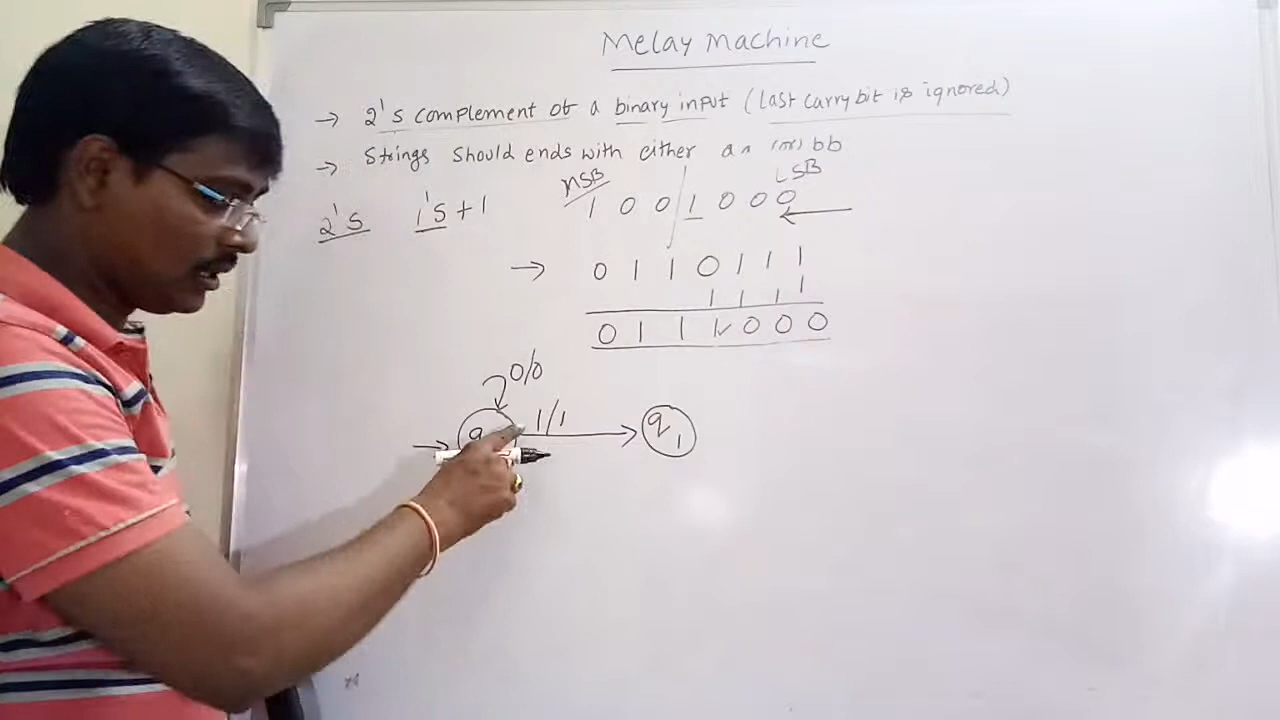 Melay Machine
→ 2's complement of a binary input (last carry bit is ignored)
→ Strings should ends with either aa (or) bb
MSB LSB
2's 1's + 1 1 0 0 1 0 0 0
→ 0 1 1 0 1 1 1
1 1 1 1
0 1 1 1 0 0 0
0/0
1/1
q q1